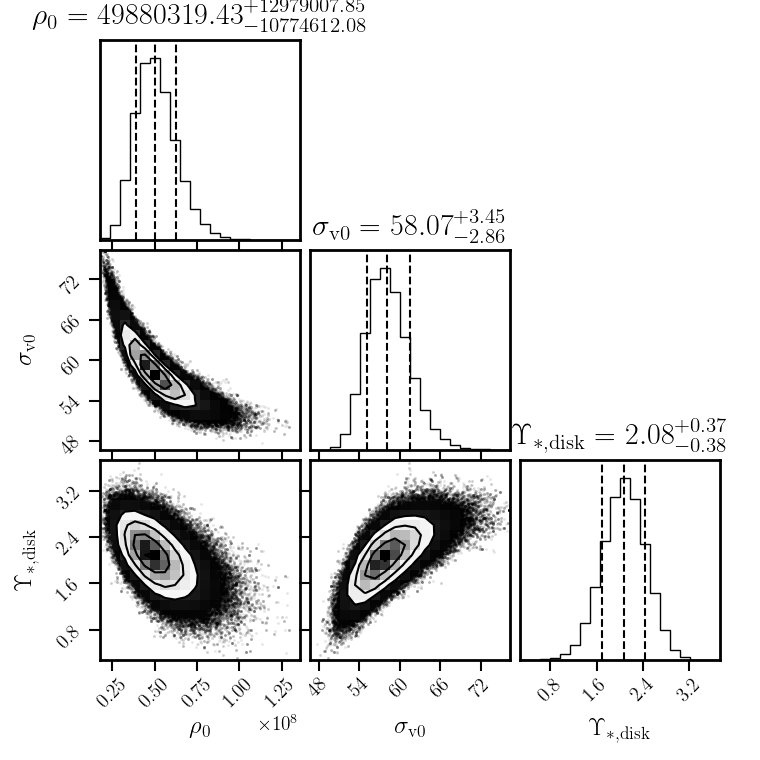 ρ₀ = 49880319.43⁺¹²⁹⁷⁹⁰⁰⁷·⁸⁵₋₁₀₇₇₄₆₁₂.₀₈
σᵥ₀ = 58.07⁺³·⁴⁵₋₂.₈₆
72
66
60
54
48
σᵥ₀
ϒ∗,disk = 2.08⁺⁰·³⁷₋₀.₃₈
3.2
2.4
1.6
0.8
ϒ∗,disk
0.25 0.50 0.75 1.00 1.25
×10⁸
ρ₀
48 54 60 66 72
σᵥ₀
0.8 1.6 2.4 3.2
ϒ∗,disk